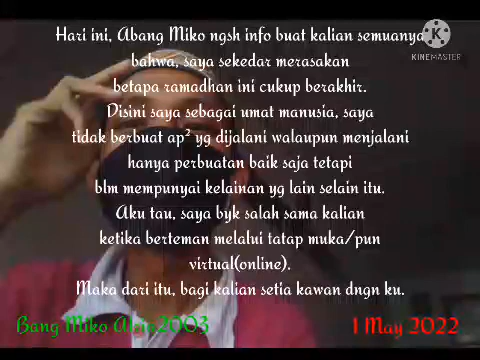 Hari ini, Abang Miko ngsh info buat kalian semuanya
KINEMASTER
bahwa, saya sekedar merasakan
betapa ramadhan ini cukup berakhir.
Disini saya sebagai umat manusia, saya
tidak berbuat ap² yg dijalani walaupun menjalani
hanya perbuatan baik saja tetapi
blm mempunyai kelainan yg lain selain itu.
Aku tau, saya byk salah sama kalian
ketika berteman melalui tatap muka/pun
virtual(online).
Maka dari itu, bagi kalian setia kawan dngn ku.
Bang Miko 2003
1 May 2022